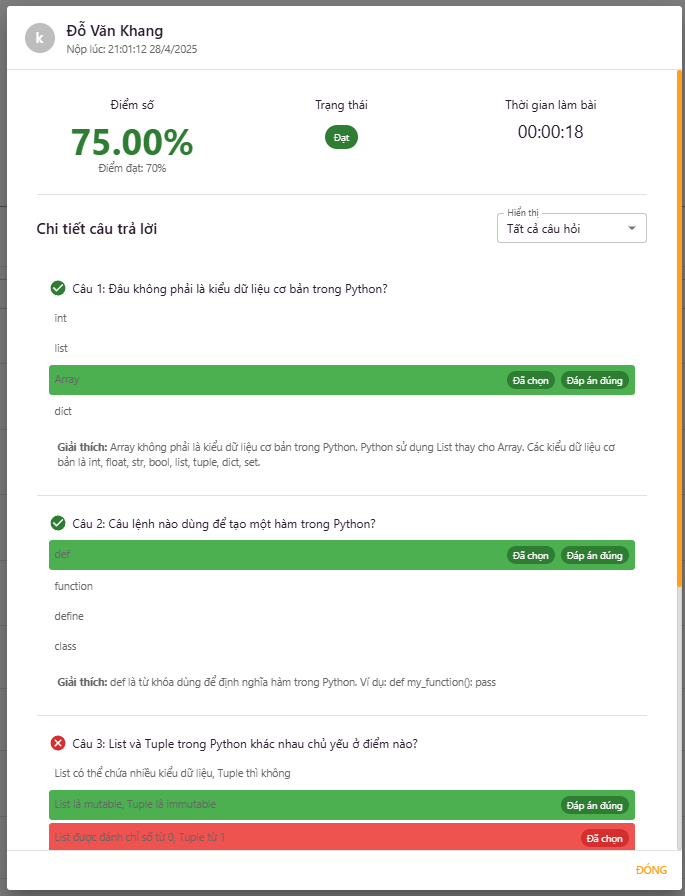 k
Đỗ Văn Khang
Nộp lúc: 21:01:12 28/4/2025
Điểm số
Trạng thái
Thời gian làm bài
75.00%
Đạt
00:00:18
Điểm đạt: 70%
Chi tiết câu trả lời
Hiển thị
Tất cả câu hỏi
Câu 1: Đâu không phải là kiểu dữ liệu cơ bản trong Python?
int
list
Array Đã chọn Đáp án đúng
dict
Giải thích: Array không phải là kiểu dữ liệu cơ bản trong Python. Python sử dụng List thay cho Array. Các kiểu dữ liệu cơ
bản là int, float, str, bool, list, tuple, dict, set.
Câu 2: Câu lệnh nào dùng để tạo một hàm trong Python?
def Đã chọn Đáp án đúng
function
define
class
Giải thích: def là từ khóa dùng để định nghĩa hàm trong Python. Ví dụ: def my_function(): pass
Câu 3: List và Tuple trong Python khác nhau chủ yếu ở điểm nào?
List có thể chứa nhiều kiểu dữ liệu, Tuple thì không
List là mutable, Tuple là immutable Đáp án đúng
List được đánh chỉ số từ 0, Tuple từ 1 Đã chọn
ĐÓNG